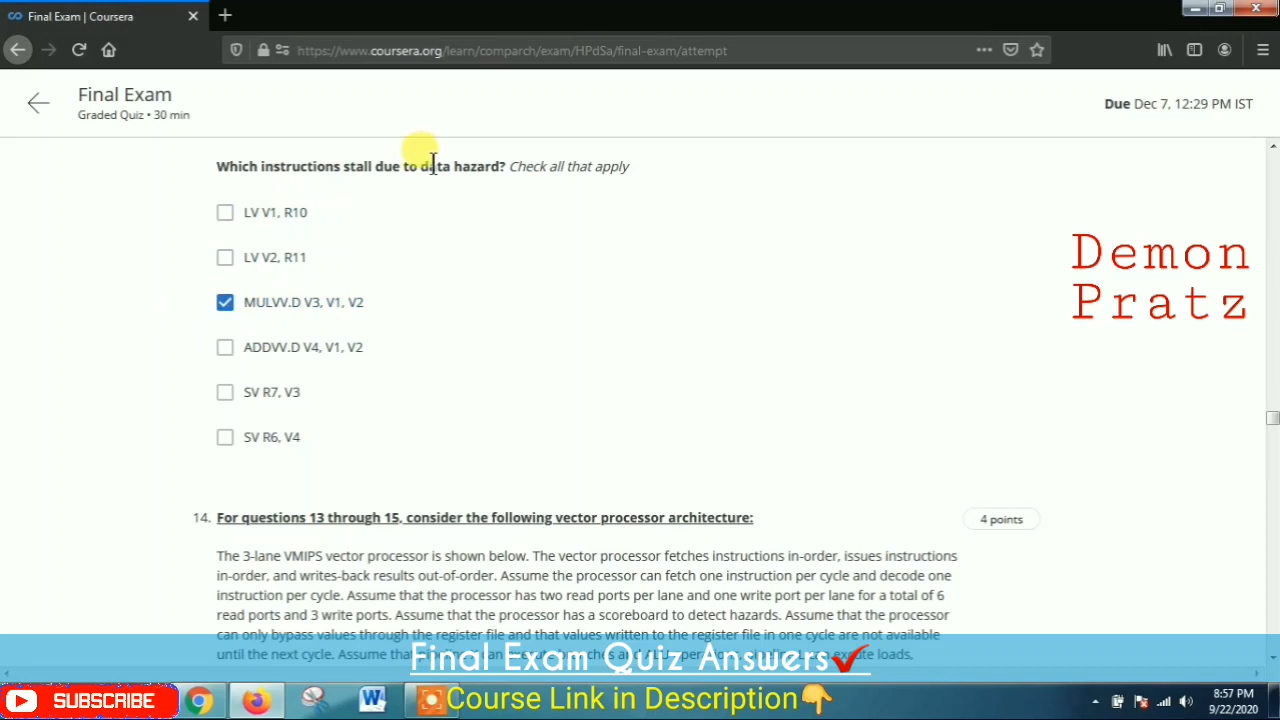 Final Exam | Coursera
https://www.coursera.org/learn/comparch/exam/HPdSa/final-exam/attempt
Final Exam
Graded Quiz • 30 min
Due Dec 7, 12:29 PM IST
Which instructions stall due to data hazard? Check all that apply
LV V1, R10
LV V2, R11
MULVV.D V3, V1, V2
ADDVV.D V4, V1, V2
SV R7, V3
SV R6, V4
Demon
Pratz
14. For questions 13 through 15, consider the following vector processor architecture:
4 points
The 3-lane VMIPS vector processor is shown below. The vector processor fetches instructions in-order, issues instructions
in-order, and writes-back results out-of-order. Assume the processor can fetch one instruction per cycle and decode one
instruction per cycle. Assume that the processor has two read ports per lane and one write port per lane for a total of 6
read ports and 3 write ports. Assume that the processor has a scoreboard to detect hazards. Assume that the processor
can only bypass values through the register file and that values written to the register file in one cycle are not available
until the next cycle. Assume that loads.
Final Exam Quiz Answers
SUBSCRIBE
Course Link in Description
8:57 PM
9/22/2020